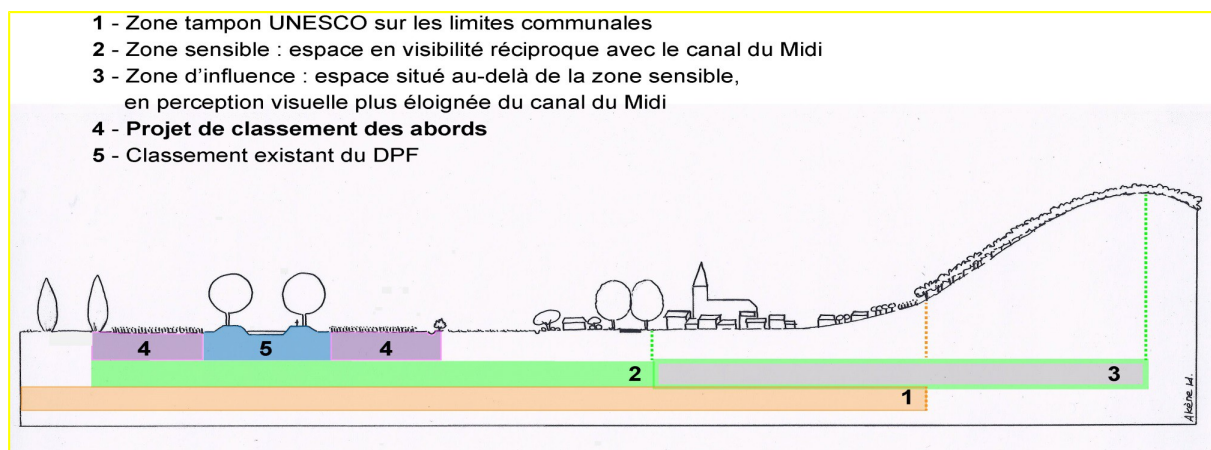 1 - Zone tampon UNESCO sur les limites communales
2 - Zone sensible : espace en visibilité réciproque avec le canal du Midi
3 - Zone d'influence : espace situé au-delà de la zone sensible,
en perception visuelle plus éloignée du canal du Midi
4 - Projet de classement des abords
5 - Classement existant du DPF
4
5
4
2
3
1
Akène W.